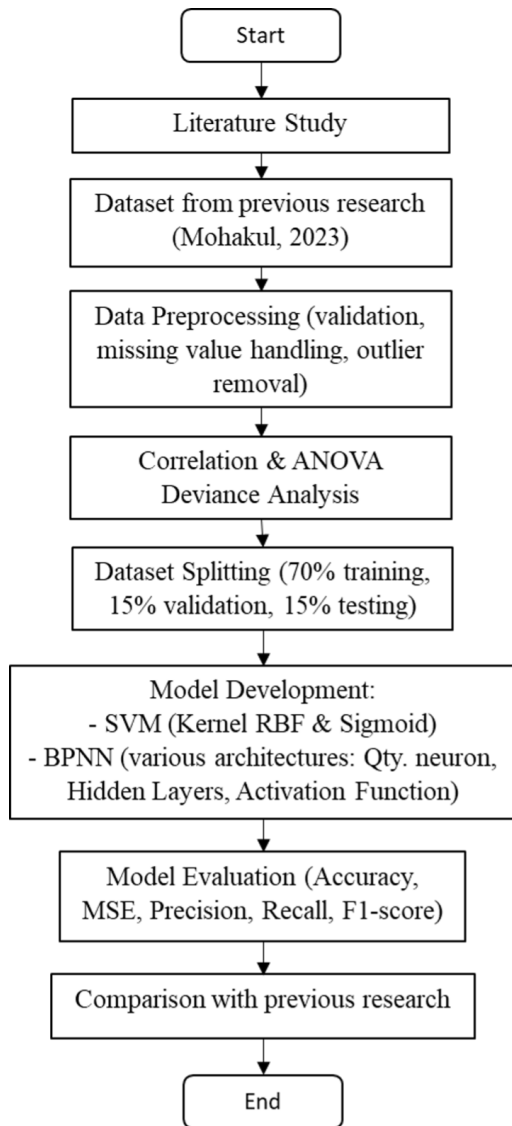 Start
Literature Study
Dataset from previous research
(Mohakul, 2023)
Data Preprocessing (validation,
missing value handling, outlier
removal)
Correlation & ANOVA
Deviance Analysis
Dataset Splitting (70% training,
15% validation, 15% testing)
Model Development:
- SVM (Kernel RBF & Sigmoid)
- BPNN (various architectures: Qty. neuron,
Hidden Layers, Activation Function)
Model Evaluation (Accuracy,
MSE, Precision, Recall, F1-score)
Comparison with previous research
End